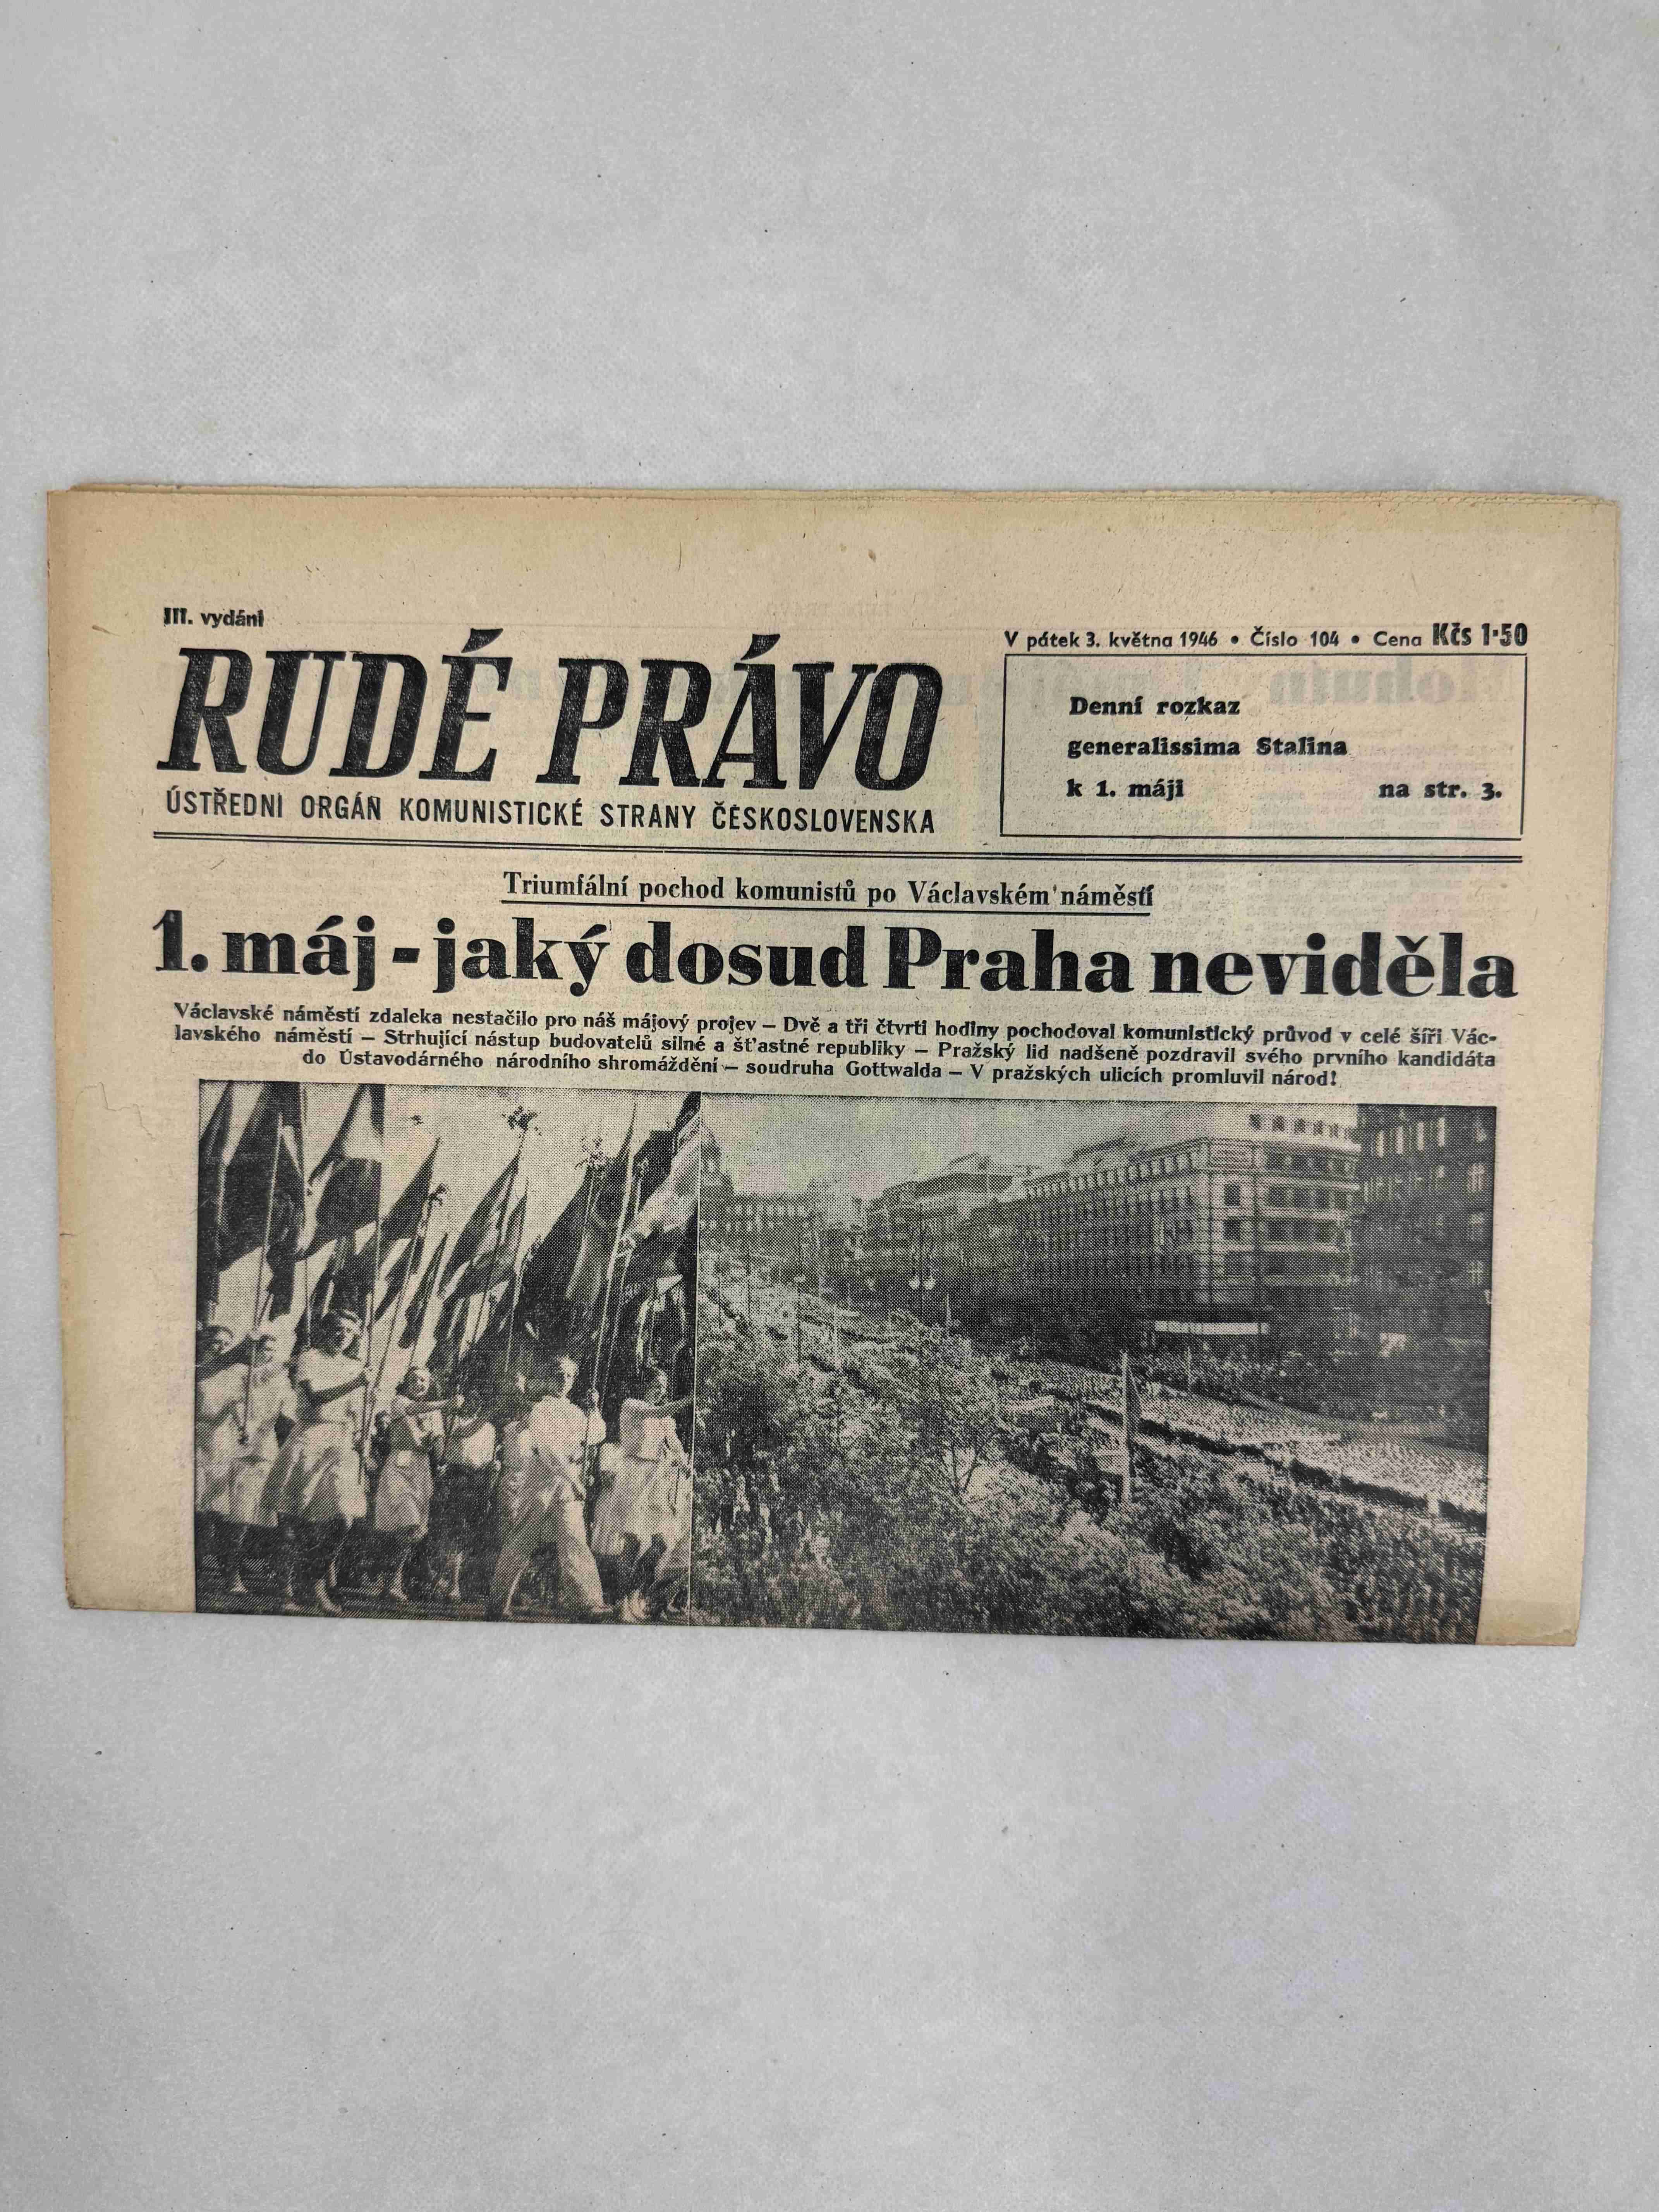 III. vydání
RUDÉ PRÁVO
ÚSTŘEDNI ORGÁN KOMUNISTICKÉ STRANY ČESKOSLOVENSKA
V pátek 3. května 1946 • Číslo 104 • Cena Kčs 1·50
Denní rozkaz
generalissima Stalina
k 1. máji na str. 3.
Triumfální pochod komunistů po Václavském náměstí
1. máj - jaký dosud Praha neviděla
Václavské náměstí zdaleka nestačilo pro náš májový projev — Dvě a tři čtvrti hodiny pochodoval komunistický průvod v celé šíři Vác-
lavského náměstí — Strhující nástup budovatelů silné a šťastné republiky — Pražský lid nadšeně pozdravil svého prvního kandidáta
do Ústavodárného národního shromáždění — soudruha Gottwalda — V pražských ulicích promluvil národ!